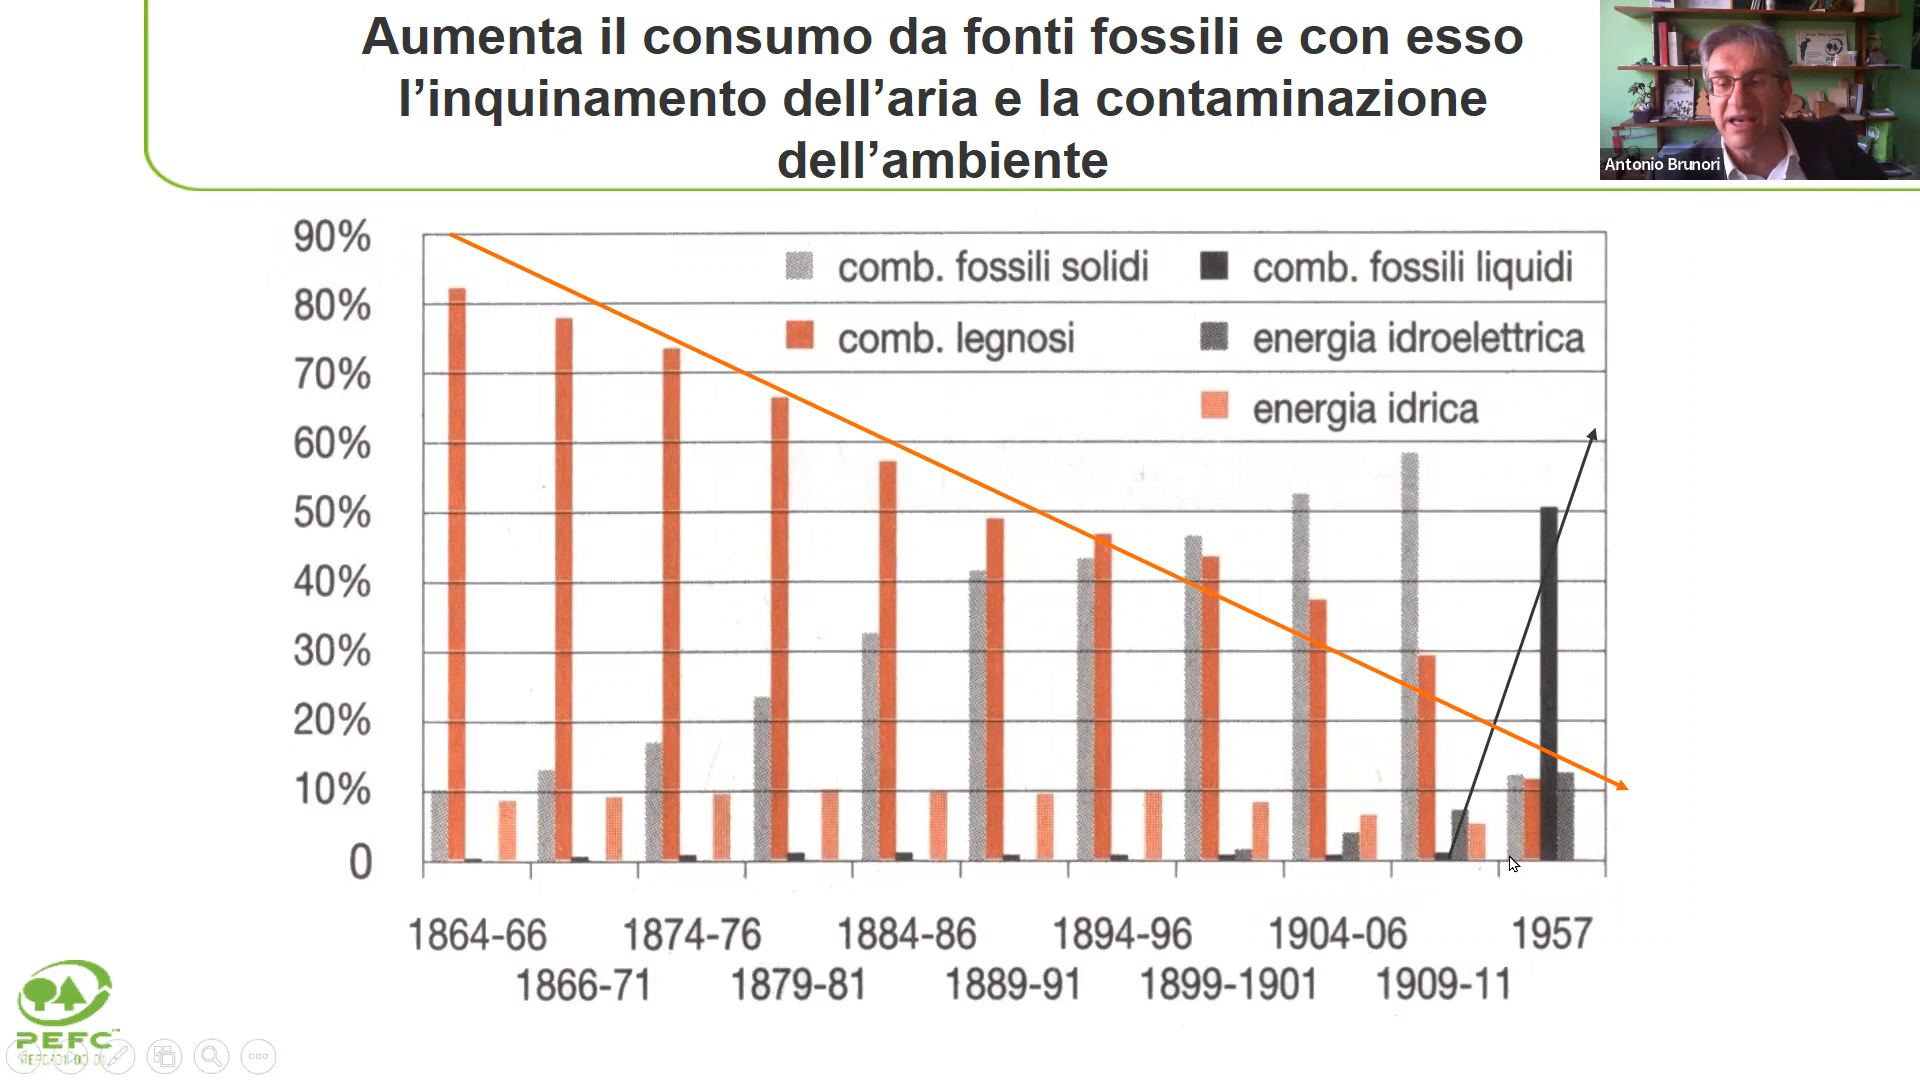 Aumenta il consumo da fonti fossili e con esso
l’inquinamento dell’aria e la contaminazione
dell’ambiente
Antonio Brunori
90%
80%
70%
60%
50%
40%
30%
20%
10%
0
comb. fossili solidi
comb. fossili liquidi
comb. legnosi
energia idroelettrica
energia idrica
1864-66
1874-76
1884-86
1894-96
1904-06
1957
1866-71
1879-81
1889-91
1899-1901
1909-11
PEFC